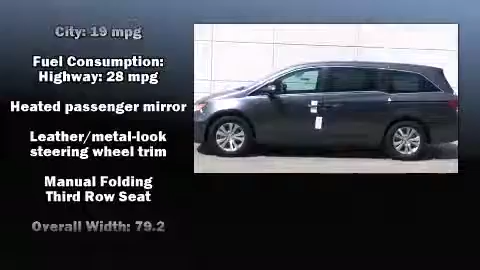 City: 19 mpg
Fuel Consumption:
Highway: 28 mpg
Heated passenger mirror
Leather/metal-look
steering wheel trim
Manual Folding
Third Row Seat
Overall Width: 79.2